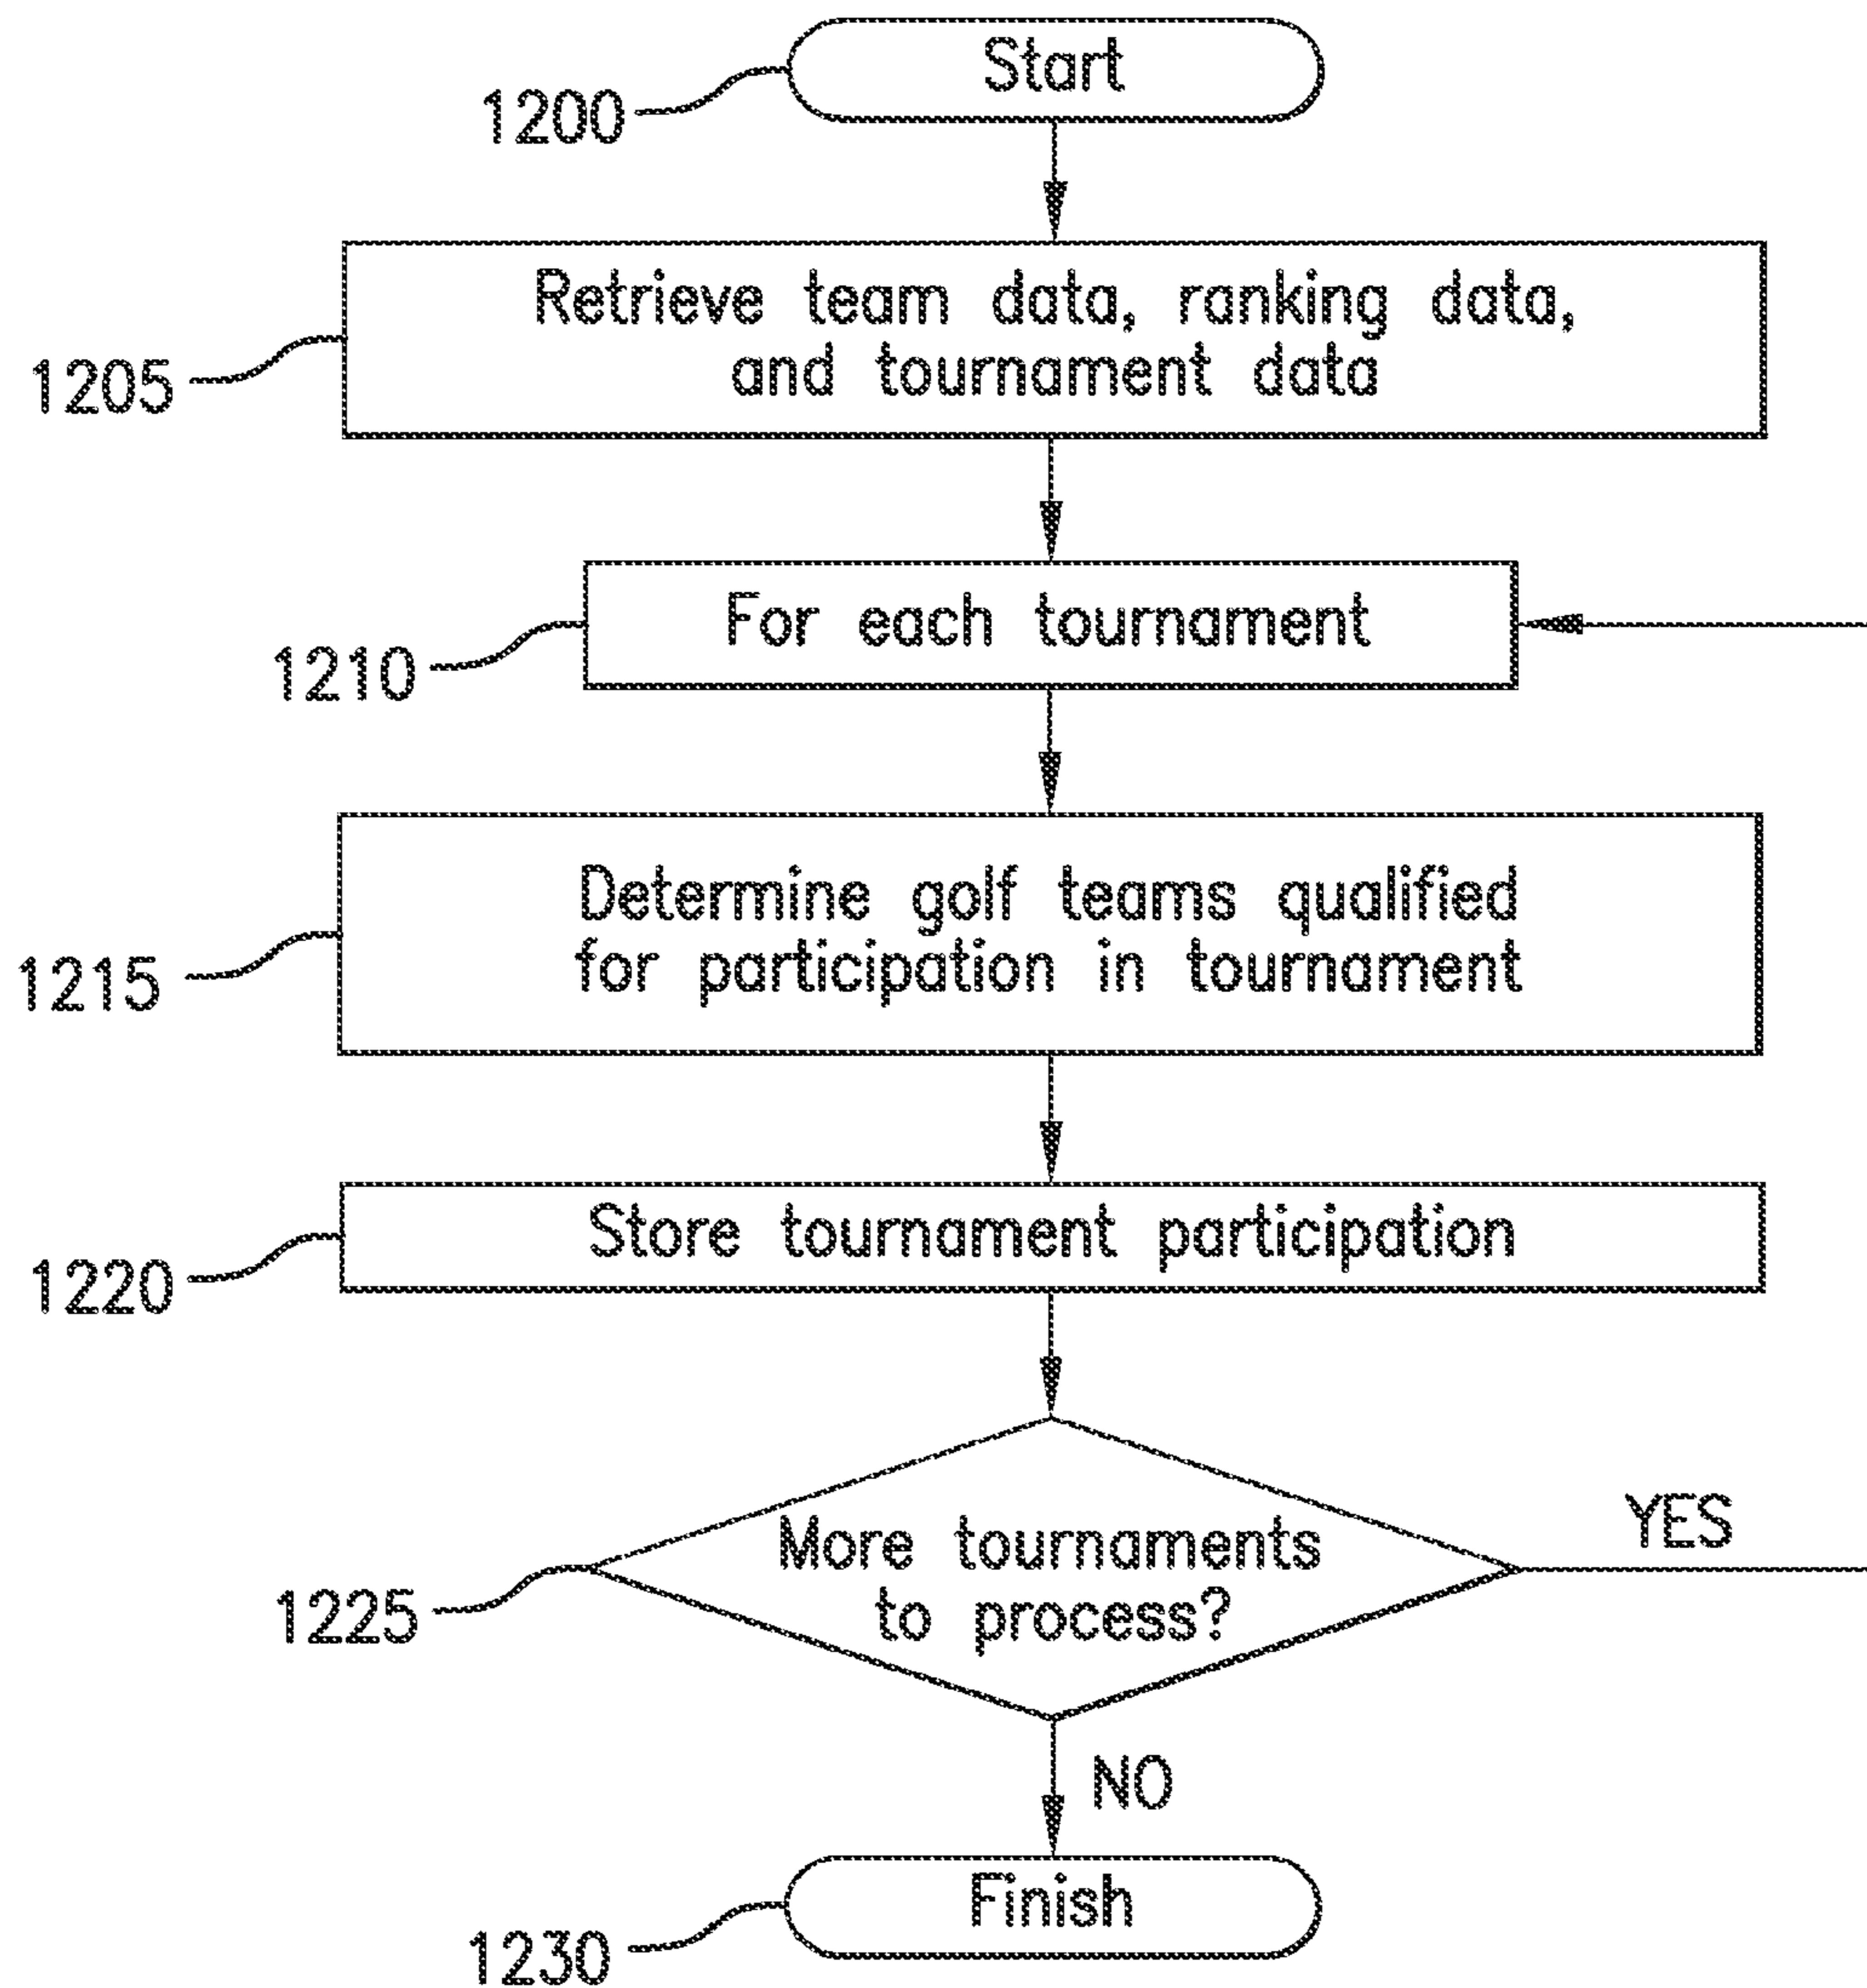 Start
1200
Retrieve team data, ranking data,
and tournament data
1205
For each tournament
1210
Determine golf teams qualified
for participation in tournament
1215
Store tournament participation
1220
More tournaments
to process?
YES
1225
NO
Finish
1230